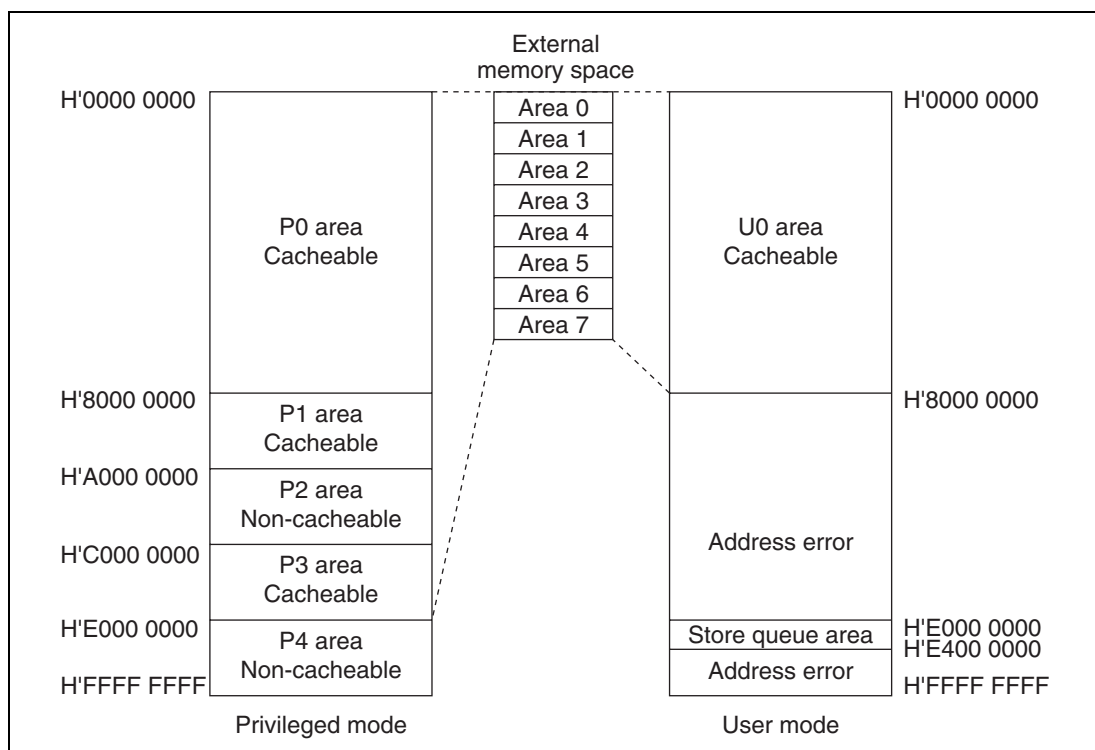 External
memory space
H'0000 0000
Area 0
H'0000 0000
Area 1
Area 2
Area 3
P0 area
Cacheable
Area 4
U0 area
Cacheable
Area 5
Area 6
Area 7
H'8000 0000
H'8000 0000
P1 area
Cacheable
H'A000 0000
P2 area
Non-cacheable
Address error
H'C000 0000
P3 area
Cacheable
H'E000 0000
Store queue area
H'E000 0000
H'E400 0000
P4 area
Non-cacheable
Address error
H'FFFF FFFF
H'FFFF FFFF
Privileged mode
User mode